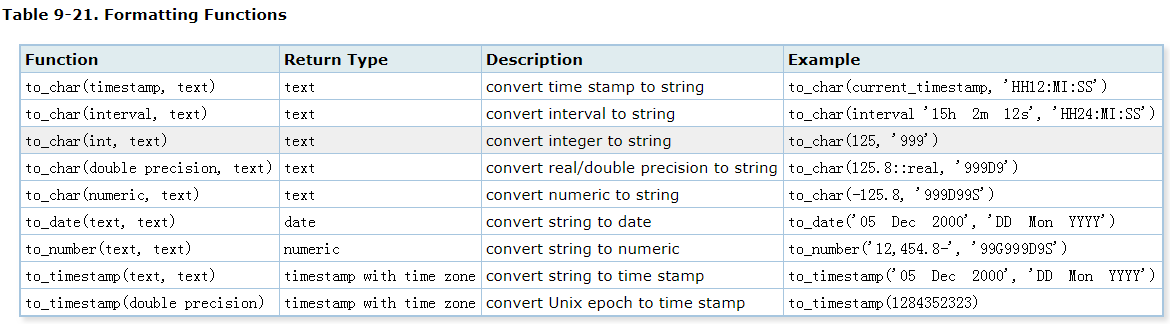 Table 9-21. Formatting Functions
Function Return Type Description Example
to_char(timestamp, text) text convert time stamp to string to_char(current_timestamp, 'HH12:MI:SS')
to_char(interval, text) text convert interval to string to_char(interval '15h 2m 12s', 'HH24:MI:SS')
to_char(int, text) text convert integer to string to_char(125, '999')
to_char(double precision, text) text convert real/double precision to string to_char(125.8::real, '999D9')
to_char(numeric, text) text convert numeric to string to_char(-125.8, '999D99S')
to_date(text, text) date convert string to date to_date('05 Dec 2000', 'DD Mon YYYY')
to_number(text, text) numeric convert string to numeric to_number('12,454.8-', '99G999D9S')
to_timestamp(text, text) timestamp with time zone convert string to time stamp to_timestamp('05 Dec 2000', 'DD Mon YYYY')
to_timestamp(double precision) timestamp with time zone convert Unix epoch to time stamp to_timestamp(1284352323)